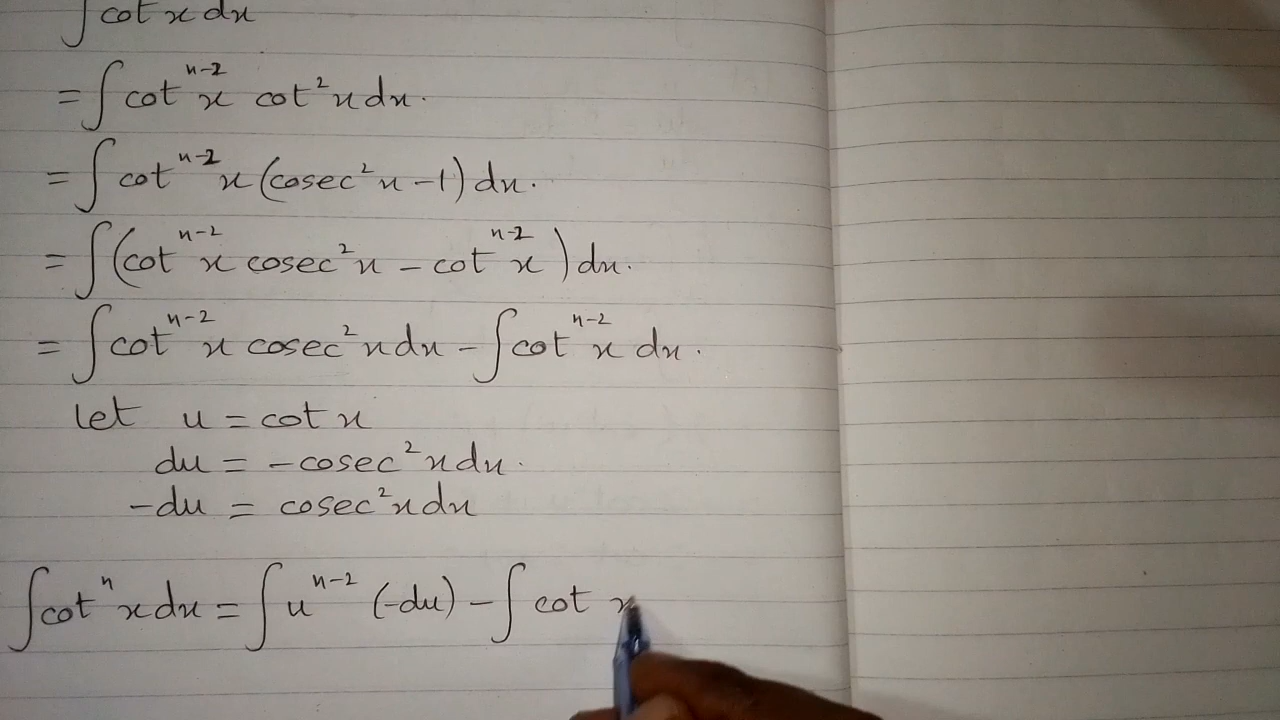 ∫cot x dx
= ∫cot^(n-2) x cot² x dx.
= ∫cot^(n-2) x (cosec² x - 1) dx.
= ∫(cot^(n-2) x cosec² x - cot^(n-2) x) dx.
= ∫cot^(n-2) x cosec² x dx - ∫cot^(n-2) x dx.
let u = cot x
du = -cosec² x dx.
-du = cosec² x dx
∫cot^n x dx = ∫u^(n-2) (-du) - ∫cot x